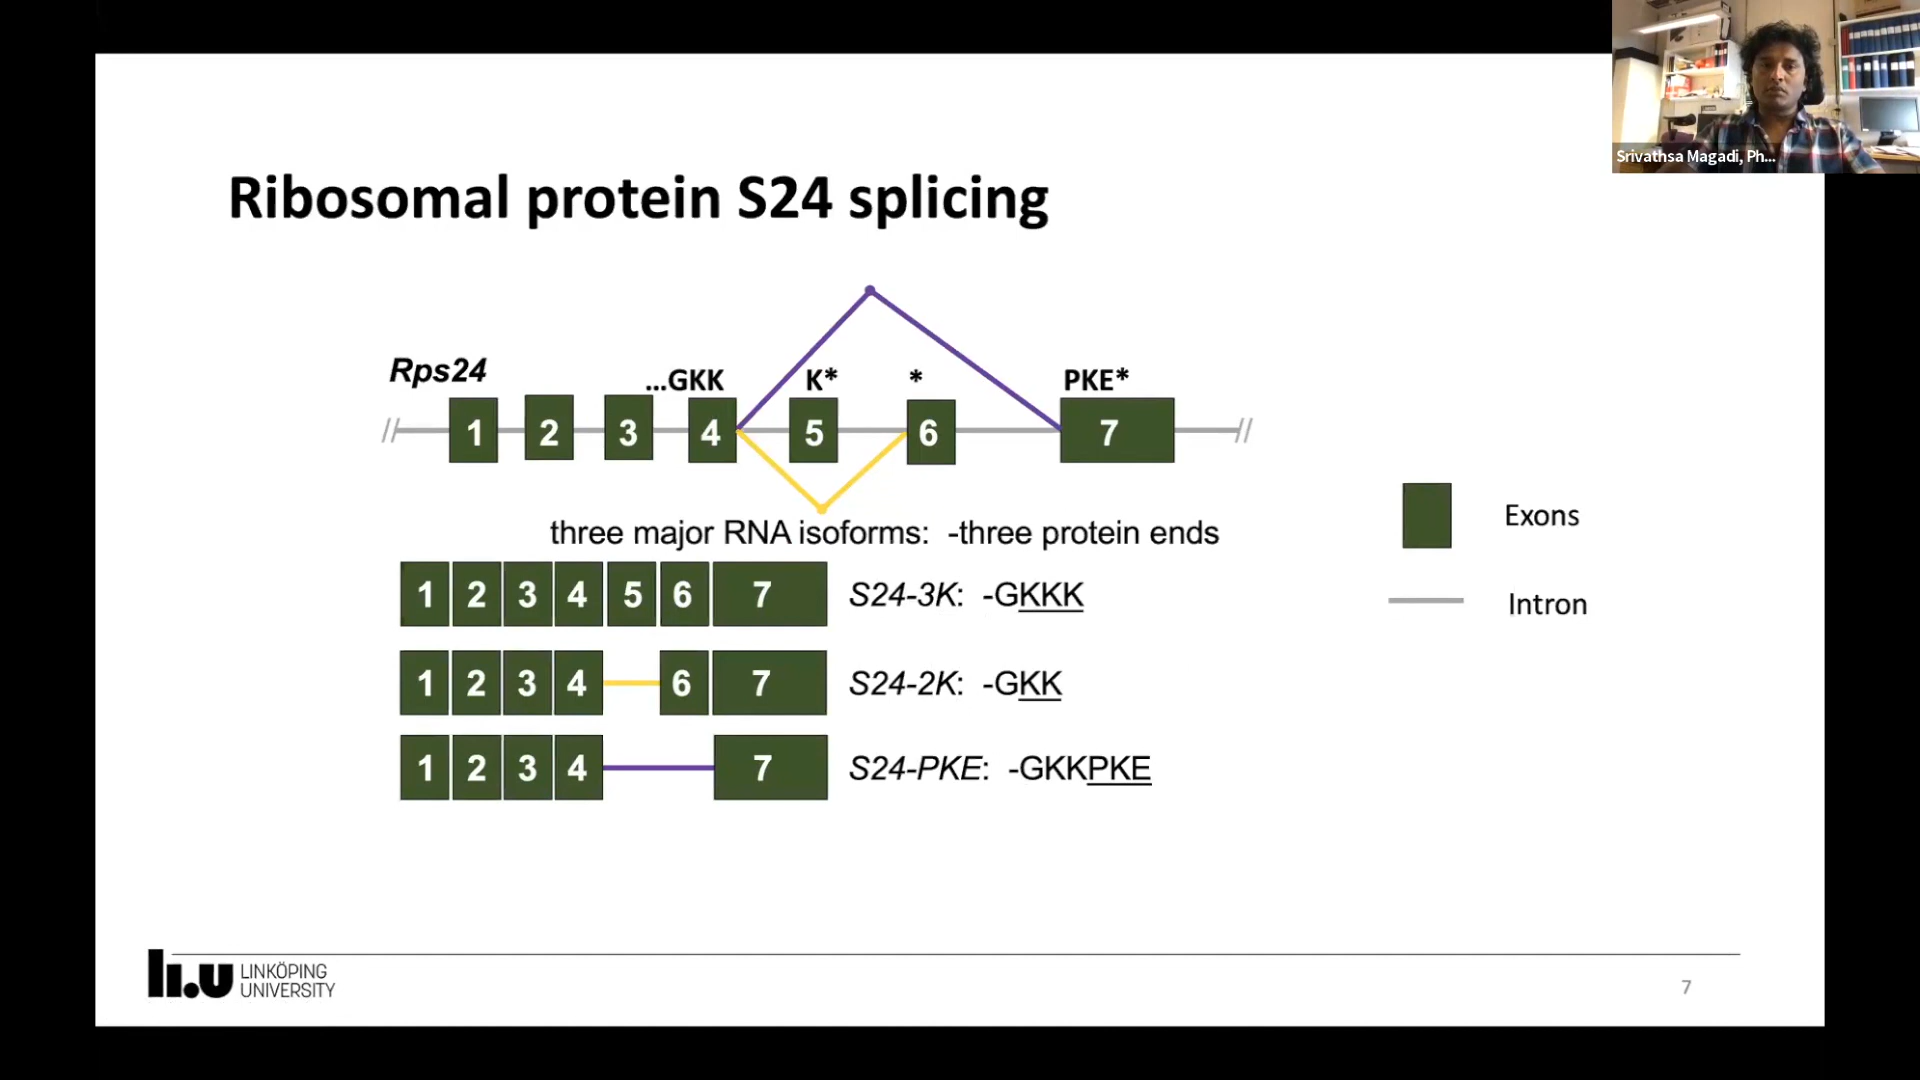 Srivathsa Magadi, Ph...
Ribosomal protein S24 splicing
Rps24
...GKK K* * PKE*
1 2 3 4 5 6 7
three major RNA isoforms: -three protein ends
1 2 3 4 5 6 7 S24-3K: -GKKK
1 2 3 4 6 7 S24-2K: -GKK
1 2 3 4 7 S24-PKE: -GKKPKE
Exons
Intron
li.u LINKÖPING
UNIVERSITY
7